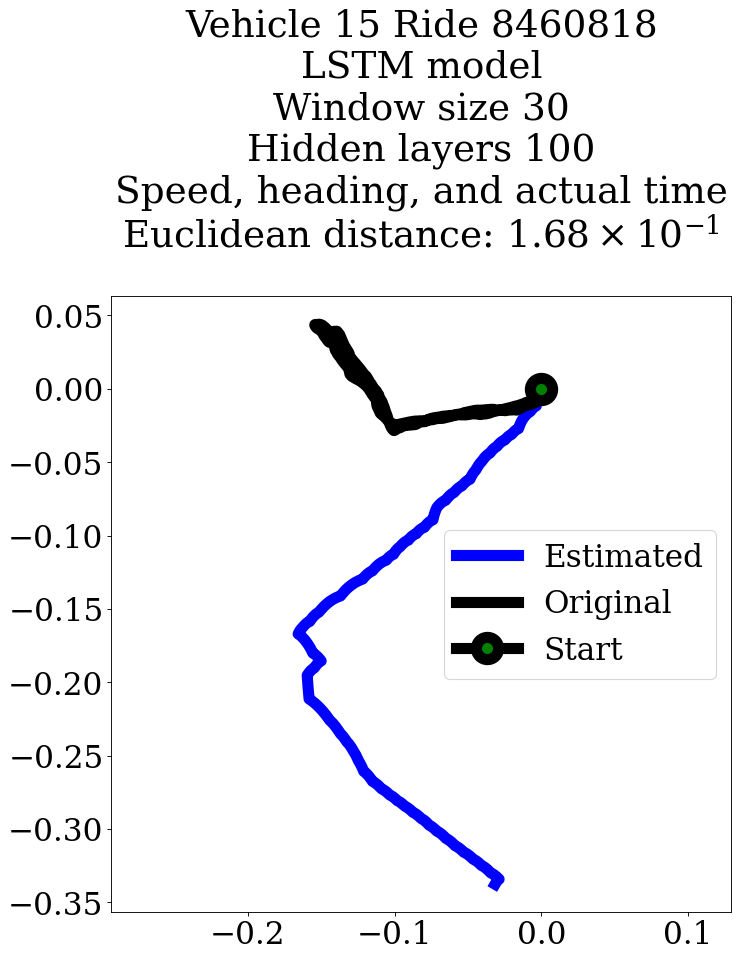 Vehicle 15 Ride 8460818
LSTM model
Window size 30
Hidden layers 100
Speed, heading, and actual time
Euclidean distance: 1.68 × 10⁻¹
0.05
0.00
−0.05
−0.10
−0.15
−0.20
−0.25
−0.30
−0.35
Estimated
Original
Start
−0.2 −0.1 0.0 0.1